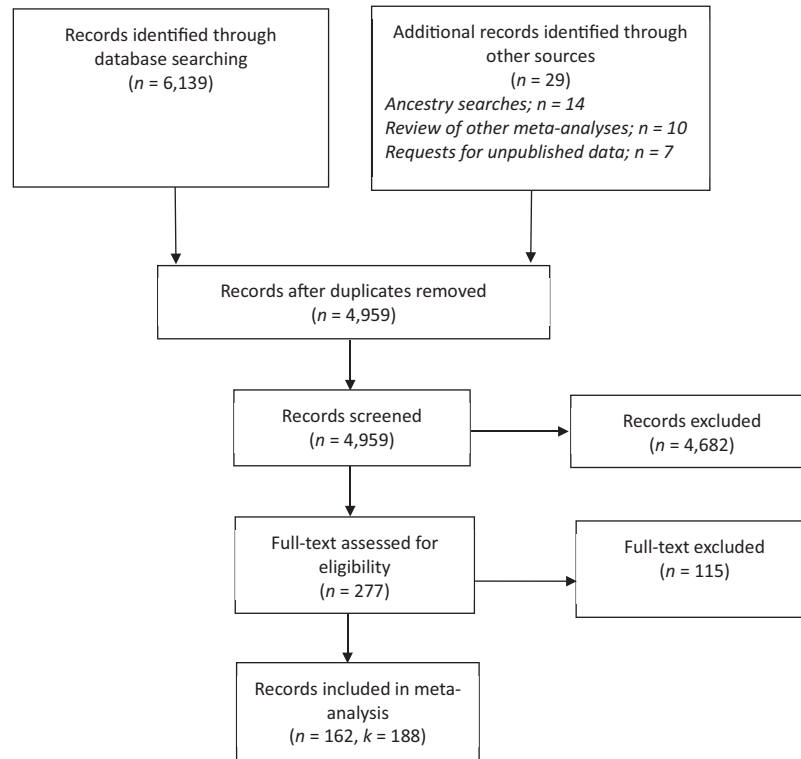 Records identified through
database searching
(n = 6,139)
Additional records identified through
other sources
(n = 29)
Ancestry searches; n = 14
Review of other meta-analyses; n = 10
Requests for unpublished data; n = 7
Records after duplicates removed
(n = 4,959)
Records screened
(n = 4,959)
Records excluded
(n = 4,682)
Full-text assessed for
eligibility
(n = 277)
Full-text excluded
(n = 115)
Records included in meta-
analysis
(n = 162, k = 188)